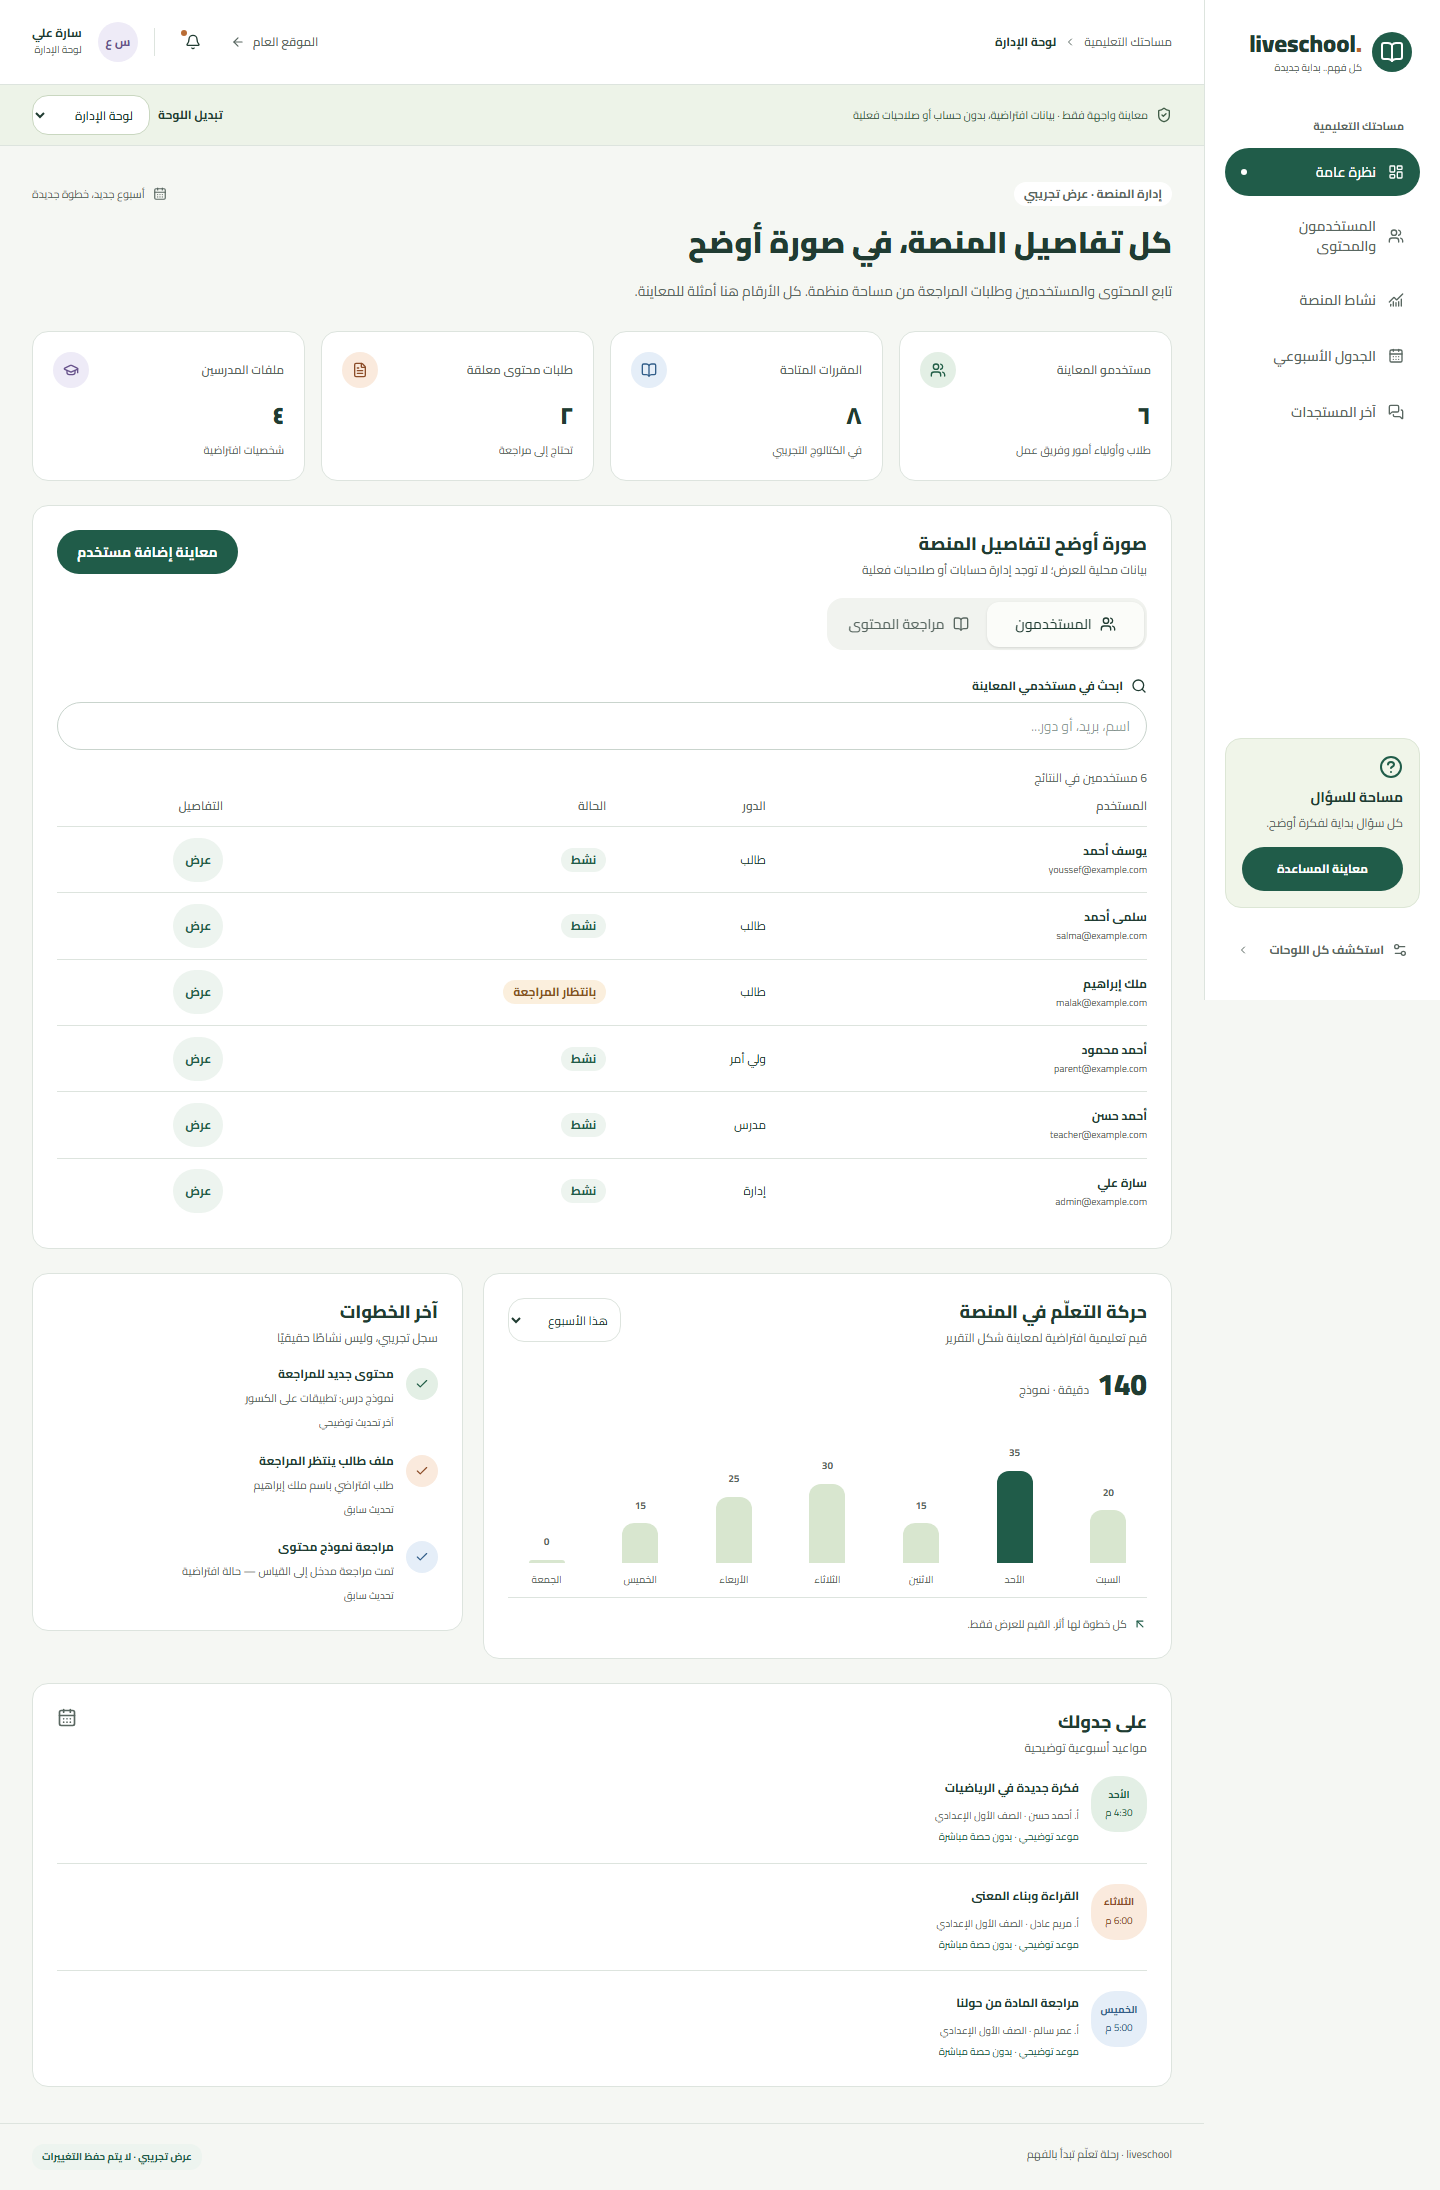 liveschool.
كل فهم.. بداية جديدة
مساحتك التعليمية
نظرة عامة
المستخدمون
والمحتوى
نشاط المنصة
الجدول الأسبوعي
آخر المستجدات
مساحة للسؤال
كل سؤال بداية لفكرة أوضح.
معاينة المساعدة
استكشف كل اللوحات
مساحتك التعليمية
لوحة الإدارة
الموقع العام
س ع
سارة علي
لوحة الإدارة
معاينة واجهة فقط · بيانات افتراضية، بدون حساب أو صلاحيات فعلية
تبديل اللوحة
لوحة الإدارة
إدارة المنصة · عرض تجريبي
أسبوع جديد، خطوة جديدة
كل تفاصيل المنصة، في صورة أوضح
تابع المحتوى والمستخدمين وطلبات المراجعة من مساحة منظمة. كل الأرقام هنا أمثلة للمعاينة.
مستخدمو المعاينة
٦
طلاب وأولياء أمور وفريق عمل
المقررات المتاحة
٨
في الكتالوج التجريبي
طلبات محتوى معلقة
٢
تحتاج إلى مراجعة
ملفات المدرسين
٤
شخصيات افتراضية
صورة أوضح لتفاصيل المنصة
بيانات محلية للعرض؛ لا توجد إدارة حسابات أو صلاحيات فعلية
معاينة إضافة مستخدم
المستخدمون
مراجعة المحتوى
ابحث في مستخدمي المعاينة
اسم، بريد، أو دور...
6 مستخدمين في النتائج
المستخدم الدور الحالة التفاصيل
يوسف أحمد
youssef@example.com
طالب نشط عرض
سلمى أحمد
salma@example.com
طالب نشط عرض
ملك إبراهيم
malak@example.com
طالب بانتظار المراجعة عرض
أحمد محمود
parent@example.com
ولي أمر نشط عرض
أحمد حسن
teacher@example.com
مدرس نشط عرض
سارة علي
admin@example.com
إدارة نشط عرض
حركة التعلّم في المنصة
قيم تعليمية افتراضية لمعاينة شكل التقرير
هذا الأسبوع
140 دقيقة · نموذج
20 35 15 30 25 15 0
السبت الأحد الاثنين الثلاثاء الأربعاء الخميس الجمعة
كل خطوة لها أثر. القيم للعرض فقط.
آخر الخطوات
سجل تجريبي، وليس نشاطًا حقيقيًا
محتوى جديد للمراجعة
نموذج درس: تطبيقات على الكسور
آخر تحديث توضيحي
ملف طالب ينتظر المراجعة
طلب افتراضي باسم ملك إبراهيم
تحديث سابق
مراجعة نموذج محتوى
تمت مراجعة مدخل إلى القياس — حالة افتراضية
تحديث سابق
على جدولك
مواعيد أسبوعية توضيحية
الأحد
4:30 م
فكرة جديدة في الرياضيات
أ. أحمد حسن · الصف الأول الإعدادي
موعد توضيحي · بدون حصة مباشرة
الثلاثاء
6:00 م
القراءة وبناء المعنى
أ. مريم عادل · الصف الأول الإعدادي
موعد توضيحي · بدون حصة مباشرة
الخميس
5:00 م
مراجعة المادة من حولنا
أ. عمر سالم · الصف الأول الإعدادي
موعد توضيحي · بدون حصة مباشرة
liveschool · رحلة تعلّم تبدأ بالفهم
عرض تجريبي · لا يتم حفظ التغييرات